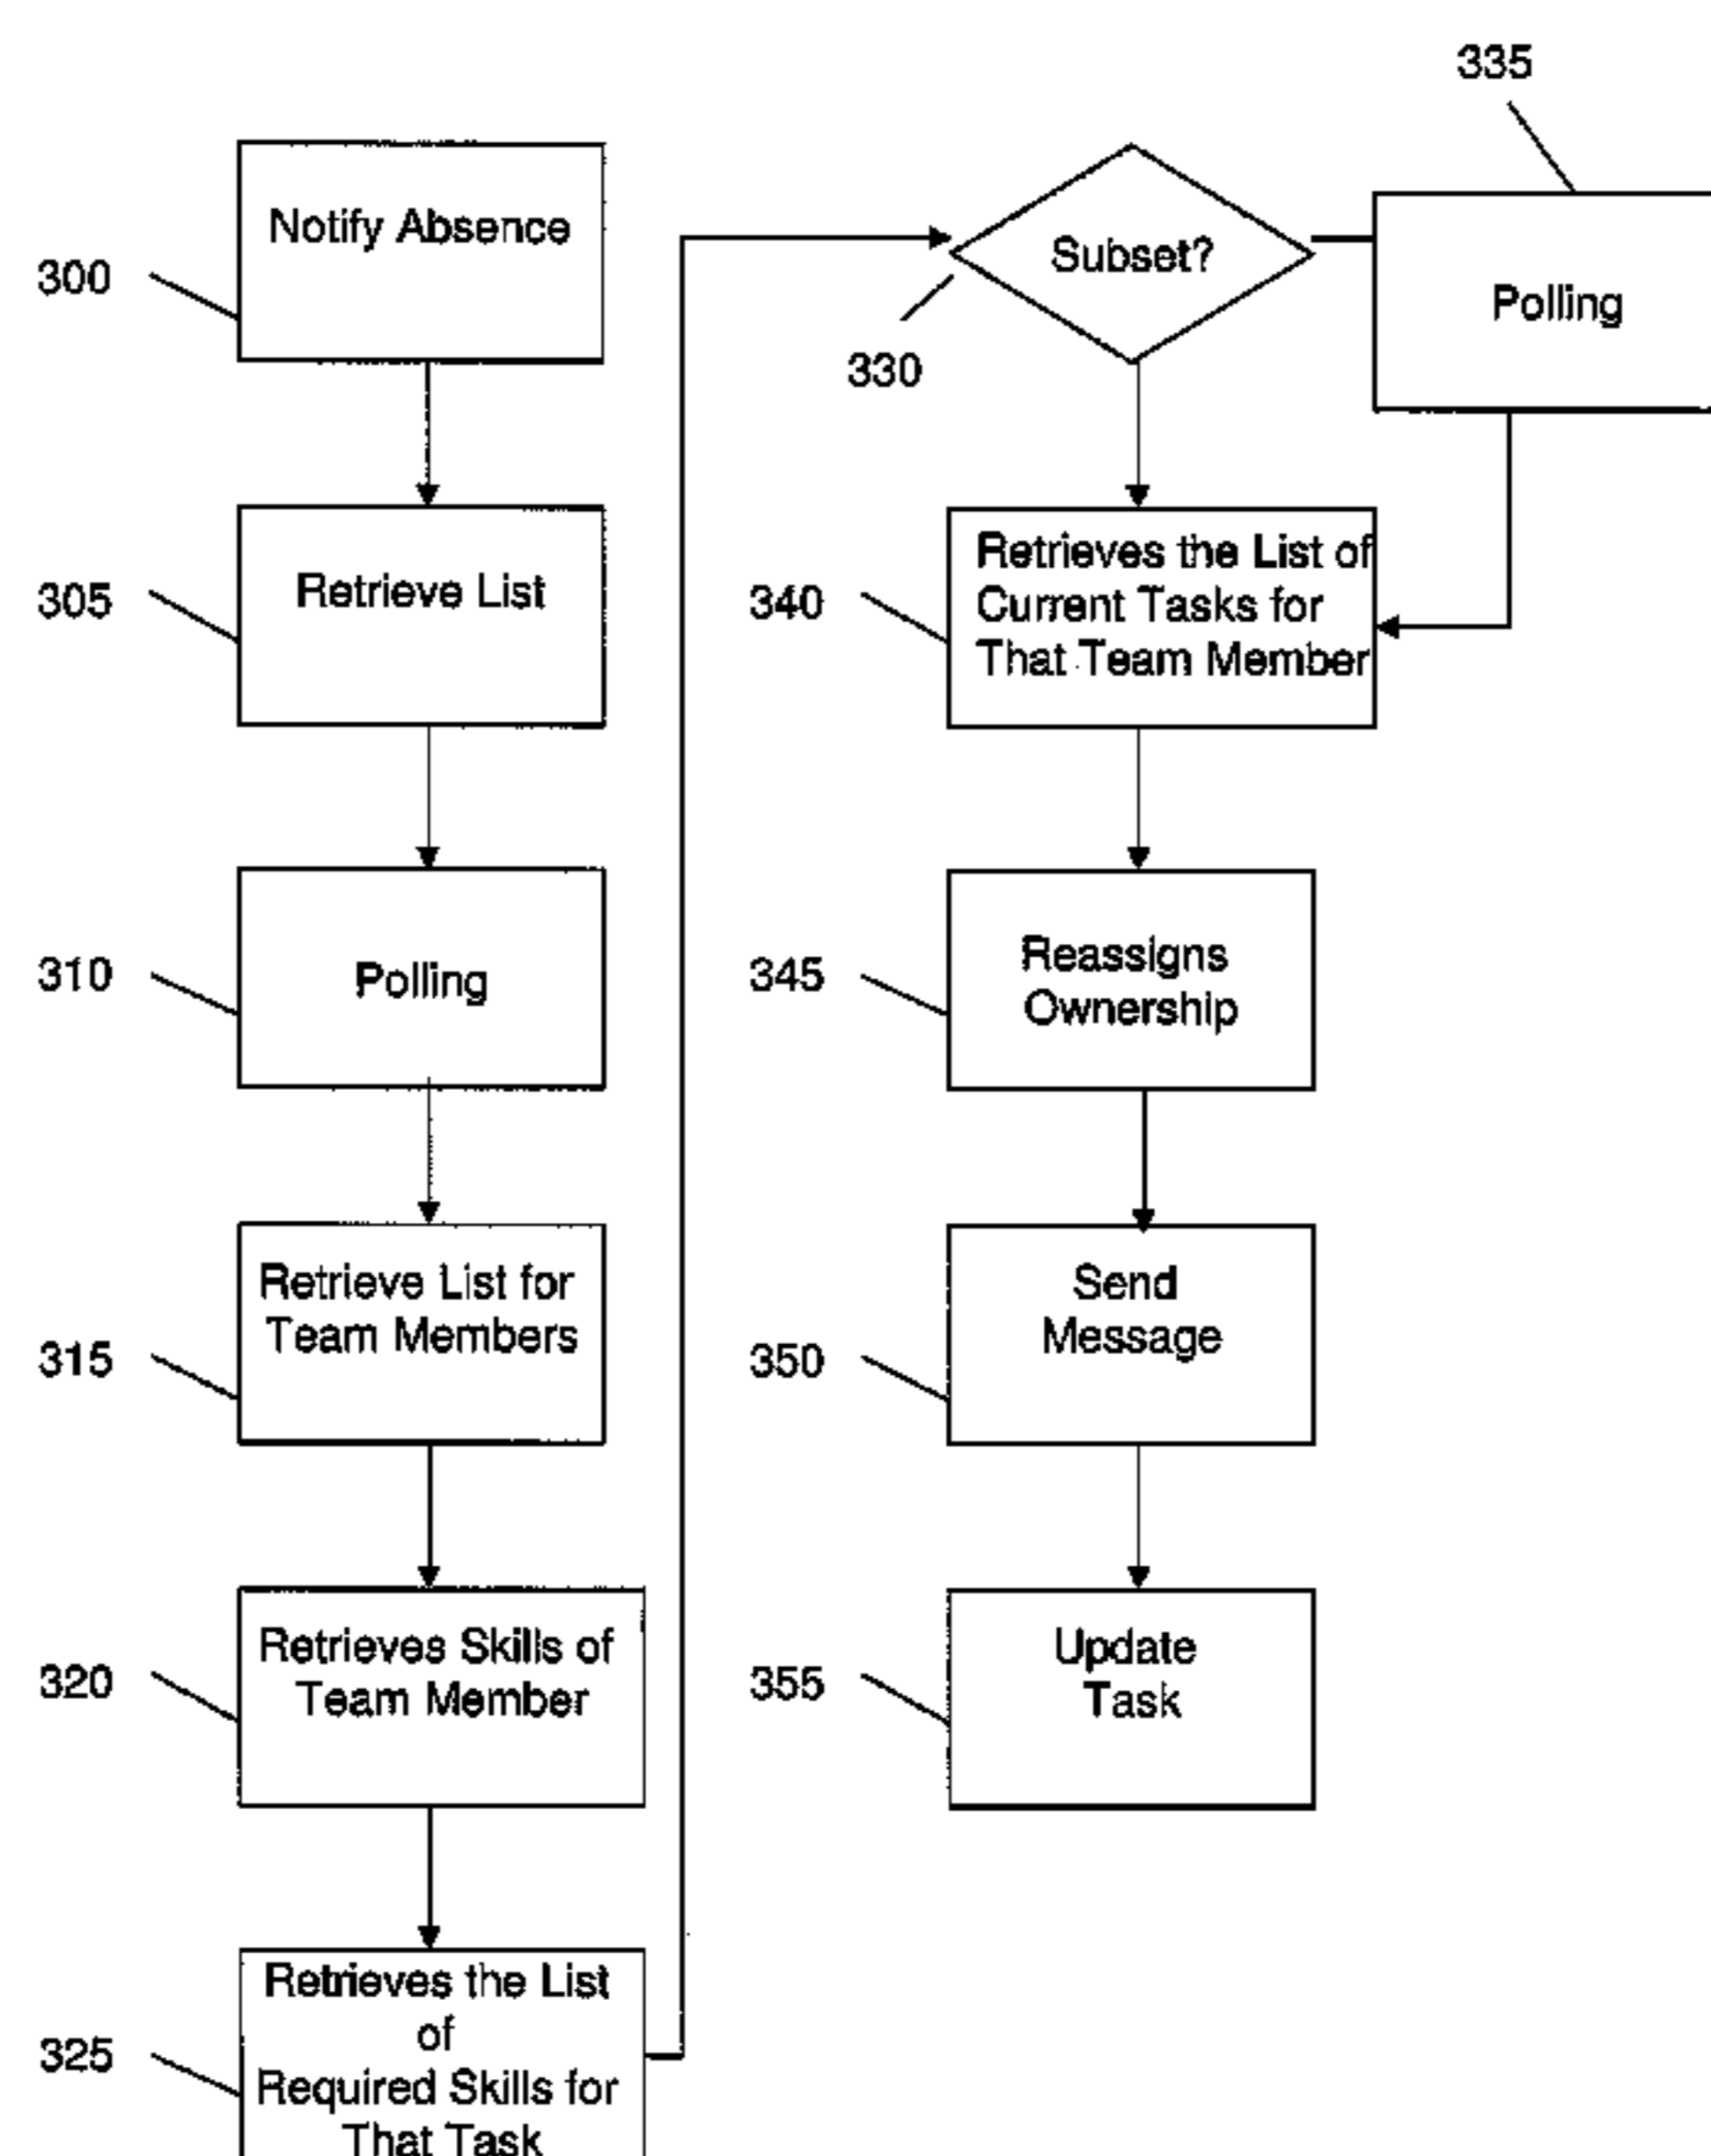 300
Notify Absence
305
Retrieve List
310
Polling
315
Retrieve List for
Team Members
320
Retrieves Skills of
Team Member
325
Retrieves the List
of
Required Skills for
That Task
330
Subset?
335
Polling
340
Retrieves the List of
Current Tasks for
That Team Member
345
Reassigns
Ownership
350
Send
Message
355
Update
Task